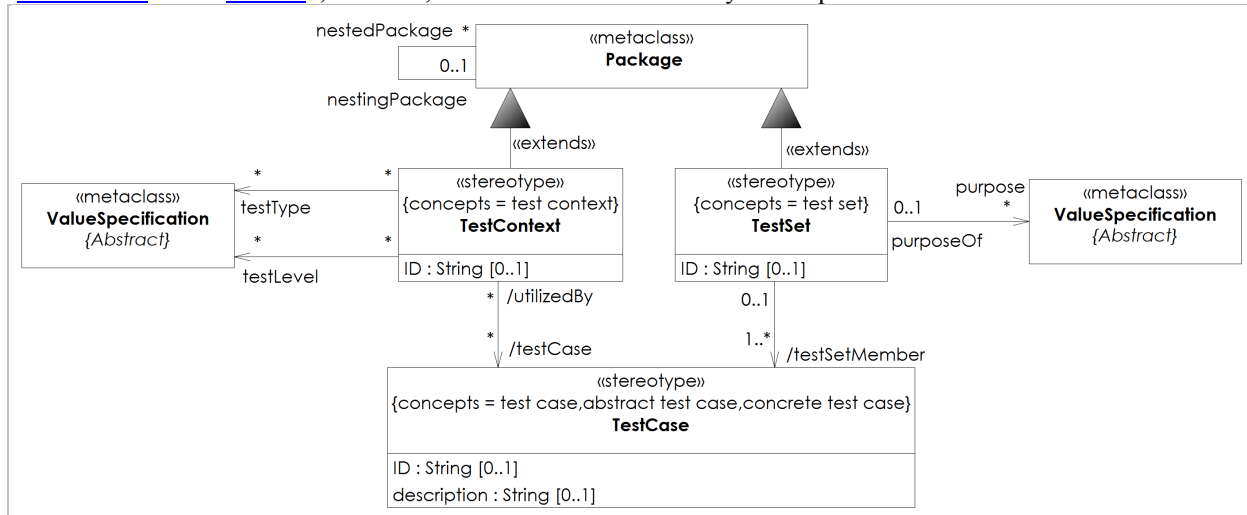 nestedPackage *
«metaclass»
Package
0..1
nestingPackage
«extends»
«extends»
«metaclass»
ValueSpecification
{Abstract}
*
*
testType
*
*
testLevel
«stereotype»
{concepts = test context}
TestContext
ID : String [0..1]
«stereotype»
{concepts = test set}
TestSet
ID : String [0..1]
purpose
0..1
*
purposeOf
«metaclass»
ValueSpecification
{Abstract}
* /utilizedBy
*
/testCase
0..1
1..*
/testSetMember
«stereotype»
{concepts = test case,abstract test case,concrete test case}
TestCase
ID : String [0..1]
description : String [0..1]